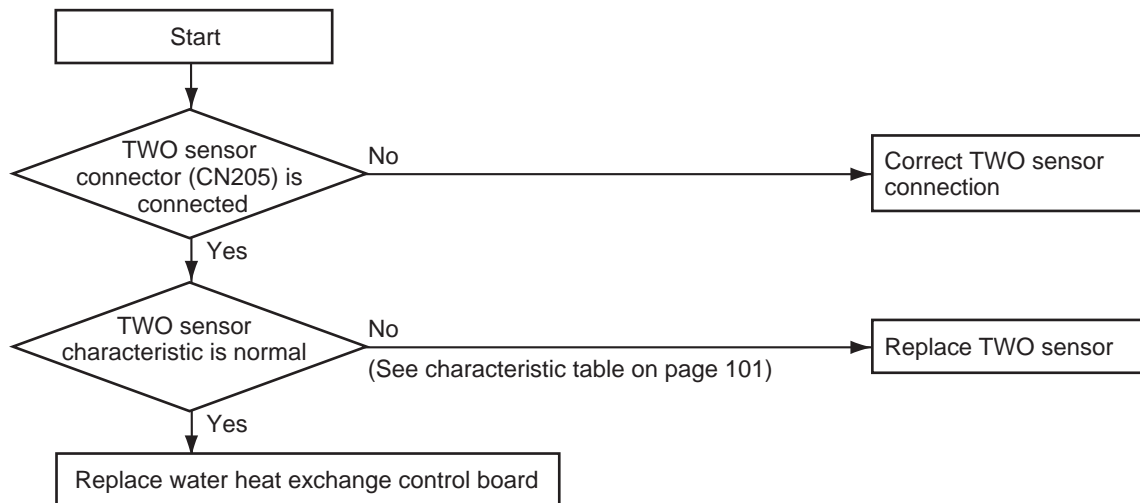 Start
TWO sensor
connector (CN205) is
connected
No
Correct TWO sensor
connection
Yes
TWO sensor
characteristic is normal
No
(See characteristic table on page 101)
Replace TWO sensor
Yes
Replace water heat exchange control board